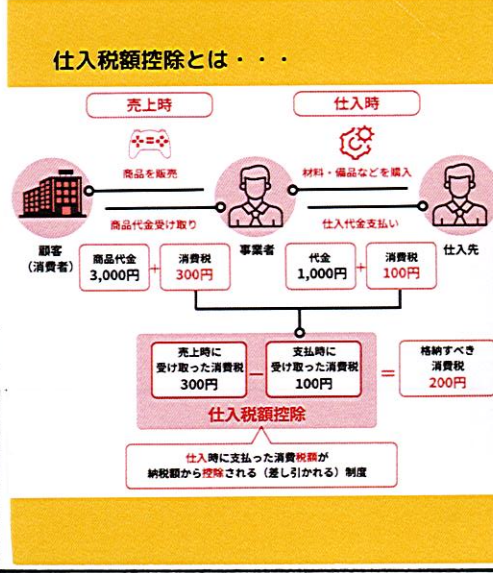 仕入税額控除とは・・・
売上時
仕入時
商品を販売
材料・備品などを購入
商品代金受け取り
仕入代金支払い
顧客
（消費者）
事業者
仕入先
商品代金
3,000円
+
消費税
300円
代金
1,000円
+
消費税
100円
売上時に
受け取った消費税
300円
−
支払時に
受け取った消費税
100円
=
格納すべき
消費税
200円
仕入税額控除
仕入時に支払った消費税額が
納税額から控除される（差し引かれる）制度